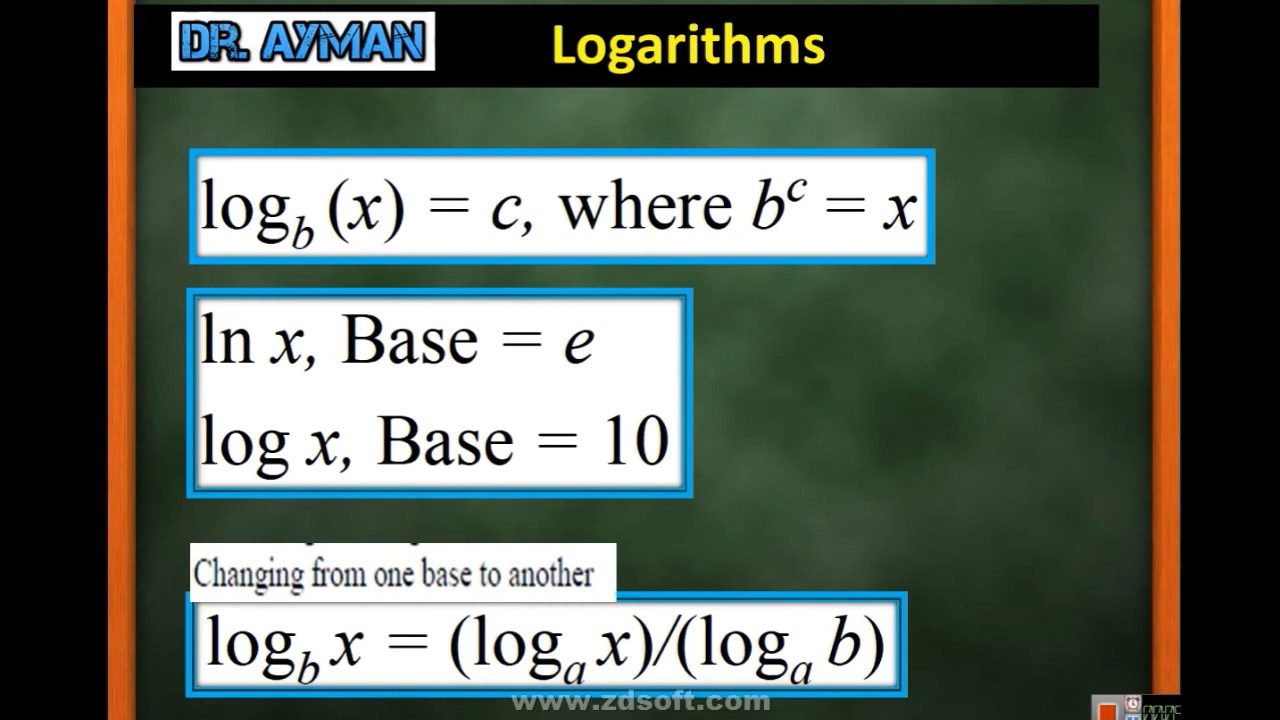 DR. AYMAN
Logarithms
log_b (x) = c, where b^c = x
ln x, Base = e
log x, Base = 10
Changing from one base to another
log_b x = (log_a x)/(log_a b)
www.zdsoft.com